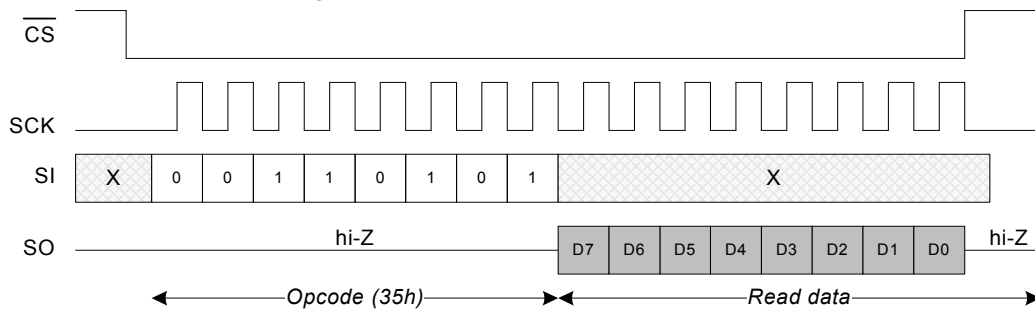 CS
SCK
SI X 0 0 1 1 0 1 0 1 X
SO hi-Z D7 D6 D5 D4 D3 D2 D1 D0 hi-Z
Opcode (35h) Read data